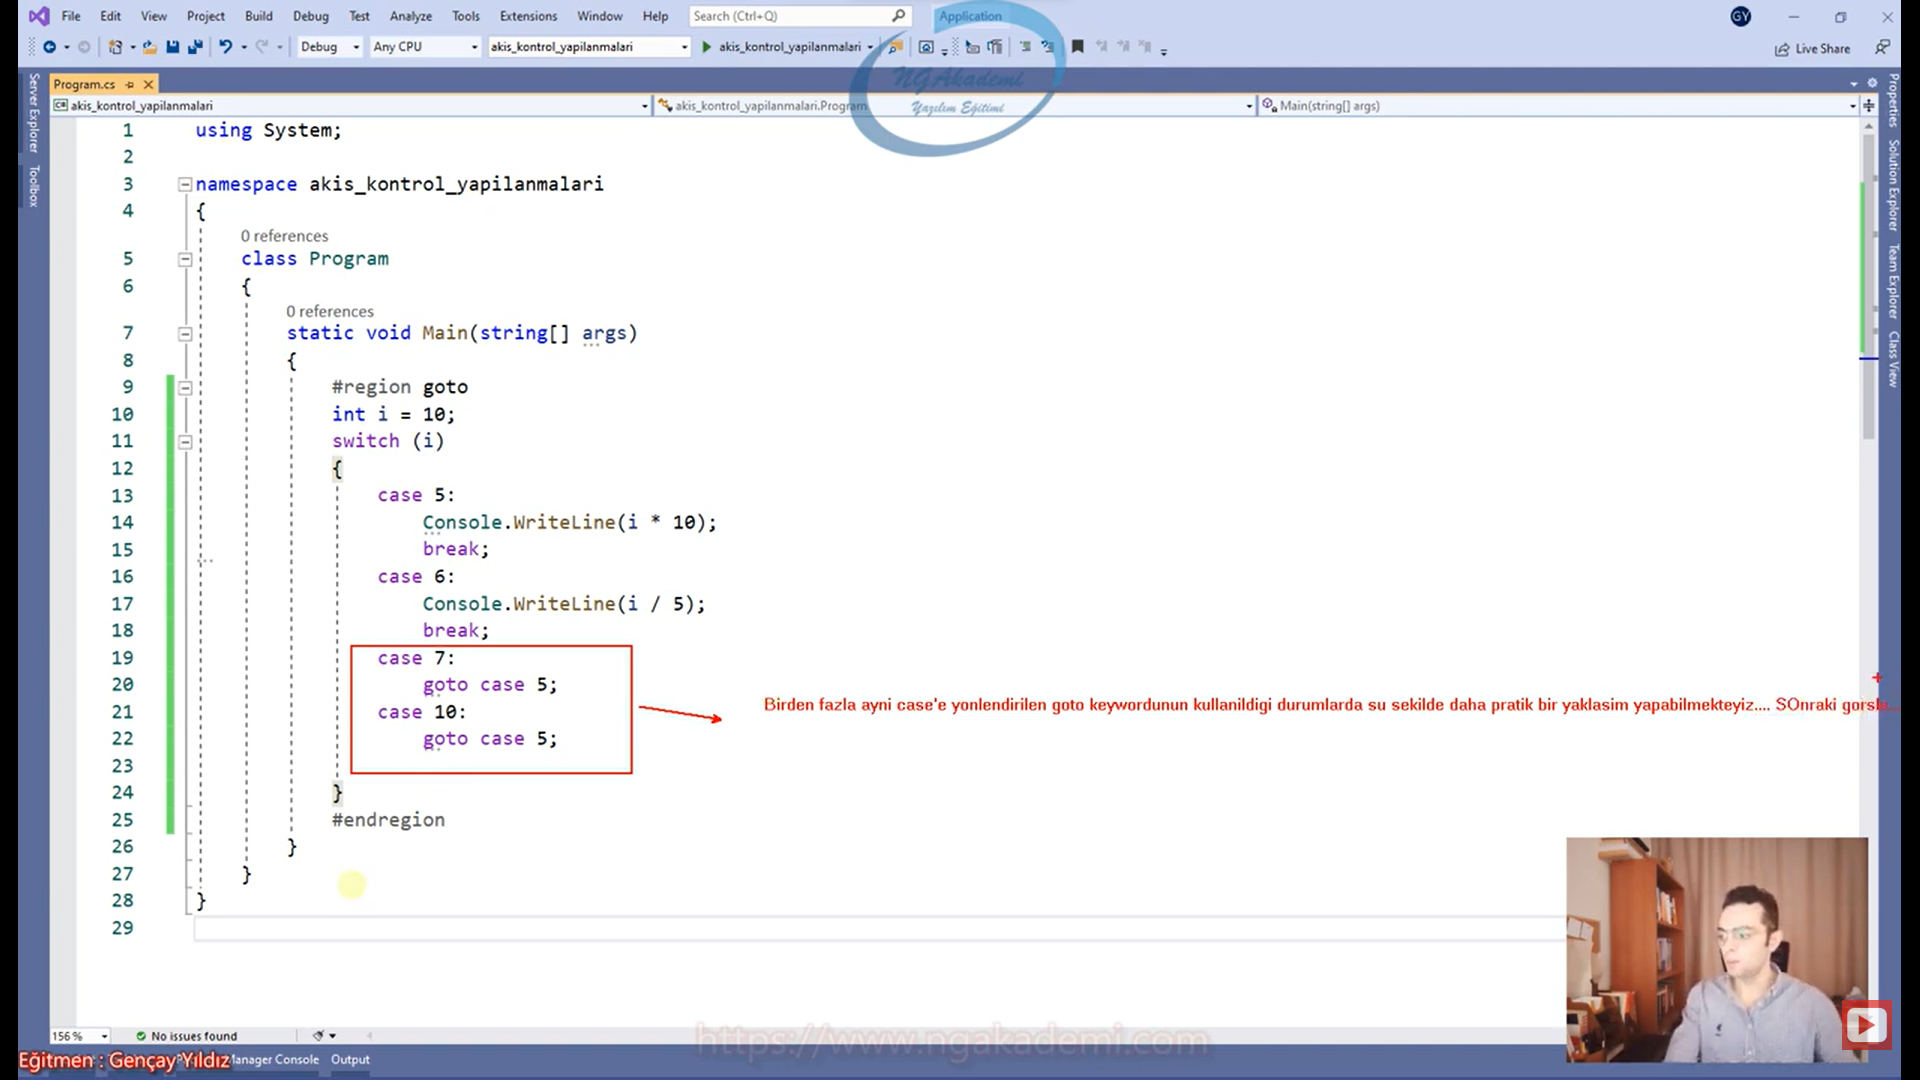 File Edit View Project Build Debug Test Analyze Tools Extensions Window Help Search (Ctrl+Q) Application GY
Debug Any CPU akis_kontrol_yapilanmalari akis_kontrol_yapilanmalari Live Share
NGAkademi
Yazılım Eğitimi
Program.cs
akis_kontrol_yapilanmalari akis_kontrol_yapilanmalari.Program Main(string[] args)
Server Explorer
Toolbox
Properties
Solution Explorer
Team Explorer
Class View
1 using System;
2
3 namespace akis_kontrol_yapilanmalari
4 {
0 references
5 class Program
6 {
0 references
7 static void Main(string[] args)
8 {
9 #region goto
10 int i = 10;
11 switch (i)
12 {
13 case 5:
14 Console.WriteLine(i * 10);
15 break;
16 case 6:
17 Console.WriteLine(i / 5);
18 break;
19 case 7:
20 goto case 5;
21 case 10:
22 goto case 5;
23
24 }
25 #endregion
26 }
27 }
28 }
29
Birden fazla ayni case'e yonlendirilen goto keywordunun kullanildigi durumlarda su sekilde daha pratik bir yaklasim yapabilmekteyiz.... SOnraki
156 % No issues found
https://www.ngakademi.com
Eğitmen : Gençay Yıldız Manager Console Output